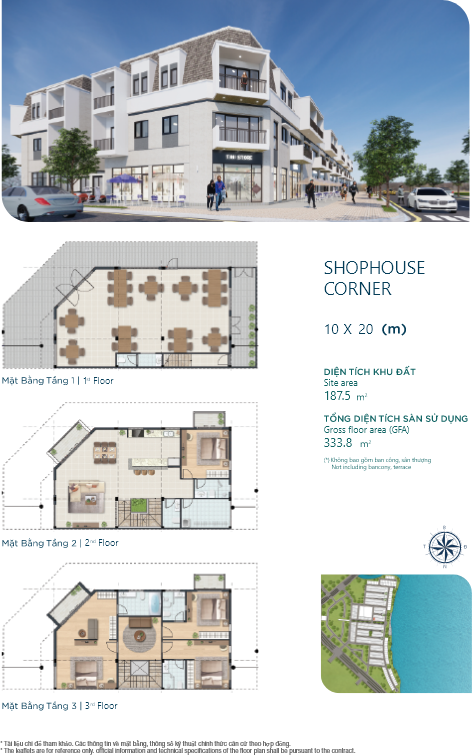 THE STORE
SHOPHOUSE
CORNER
10 X 20 (m)
DIỆN TÍCH KHU ĐẤT
Site area
187.5 m²
TỔNG DIỆN TÍCH SÀN SỬ DỤNG
Gross floor area (GFA)
333.8 m²
(*) Không bao gồm ban công, sân thượng
Not including bancony, terrace
Mặt Bằng Tầng 1 | 1st Floor
Mặt Bằng Tầng 2 | 2nd Floor
Mặt Bằng Tầng 3 | 3rd Floor
B
T
Đ
N
* Tài liệu chỉ để tham khảo. Các thông tin về mặt bằng, thông số kỹ thuật chính thức căn cứ theo hợp đồng.
* The leaflets are for reference only, official information and technical specifications of the floor plan shall be pursuant to the contract.